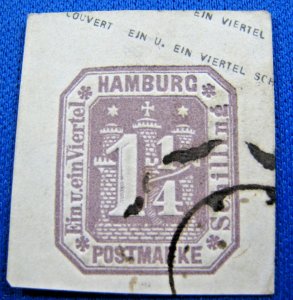 EIN VIERTEL
COUVERT EIN U. EIN VIERTEL SCH
HAMBURG
Ein u. ein Viertel
1 1/4
Schilling
POSTMARKE